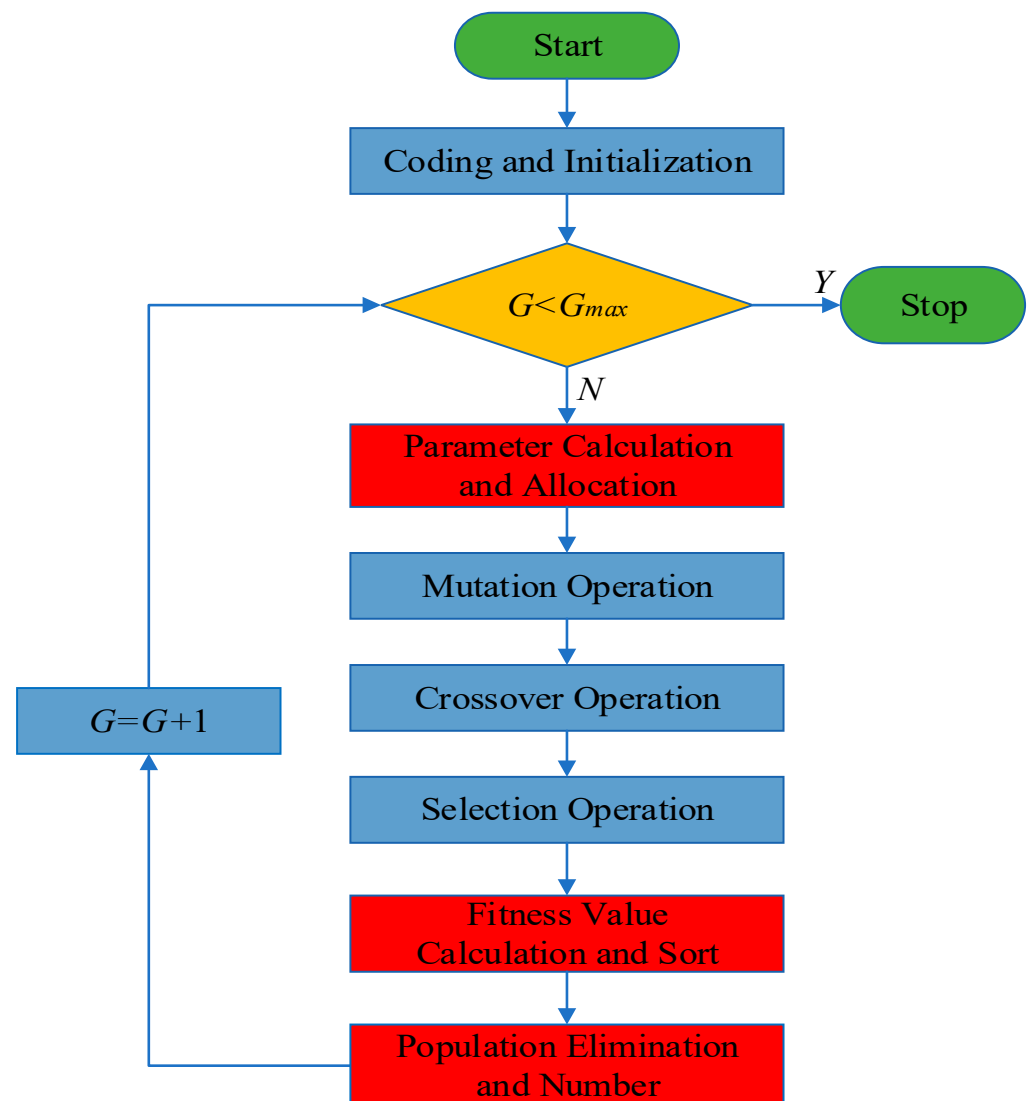 Start
Coding and Initialization
G<Gmax
Y
Stop
N
Parameter Calculation
and Allocation
Mutation Operation
Crossover Operation
G=G+1
Selection Operation
Fitness Value
Calculation and Sort
Population Elimination
and Number